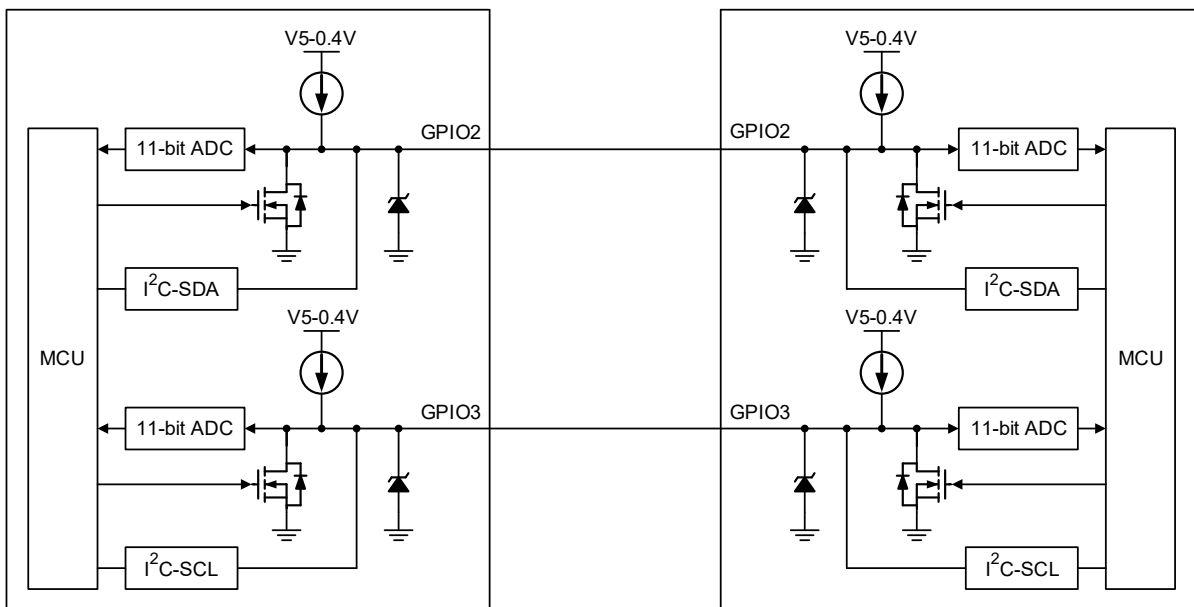 V5-0.4V
V5-0.4V
GPIO2
GPIO2
11-bit ADC
11-bit ADC
I²C-SDA
I²C-SDA
V5-0.4V
V5-0.4V
MCU
MCU
GPIO3
GPIO3
11-bit ADC
11-bit ADC
I²C-SCL
I²C-SCL